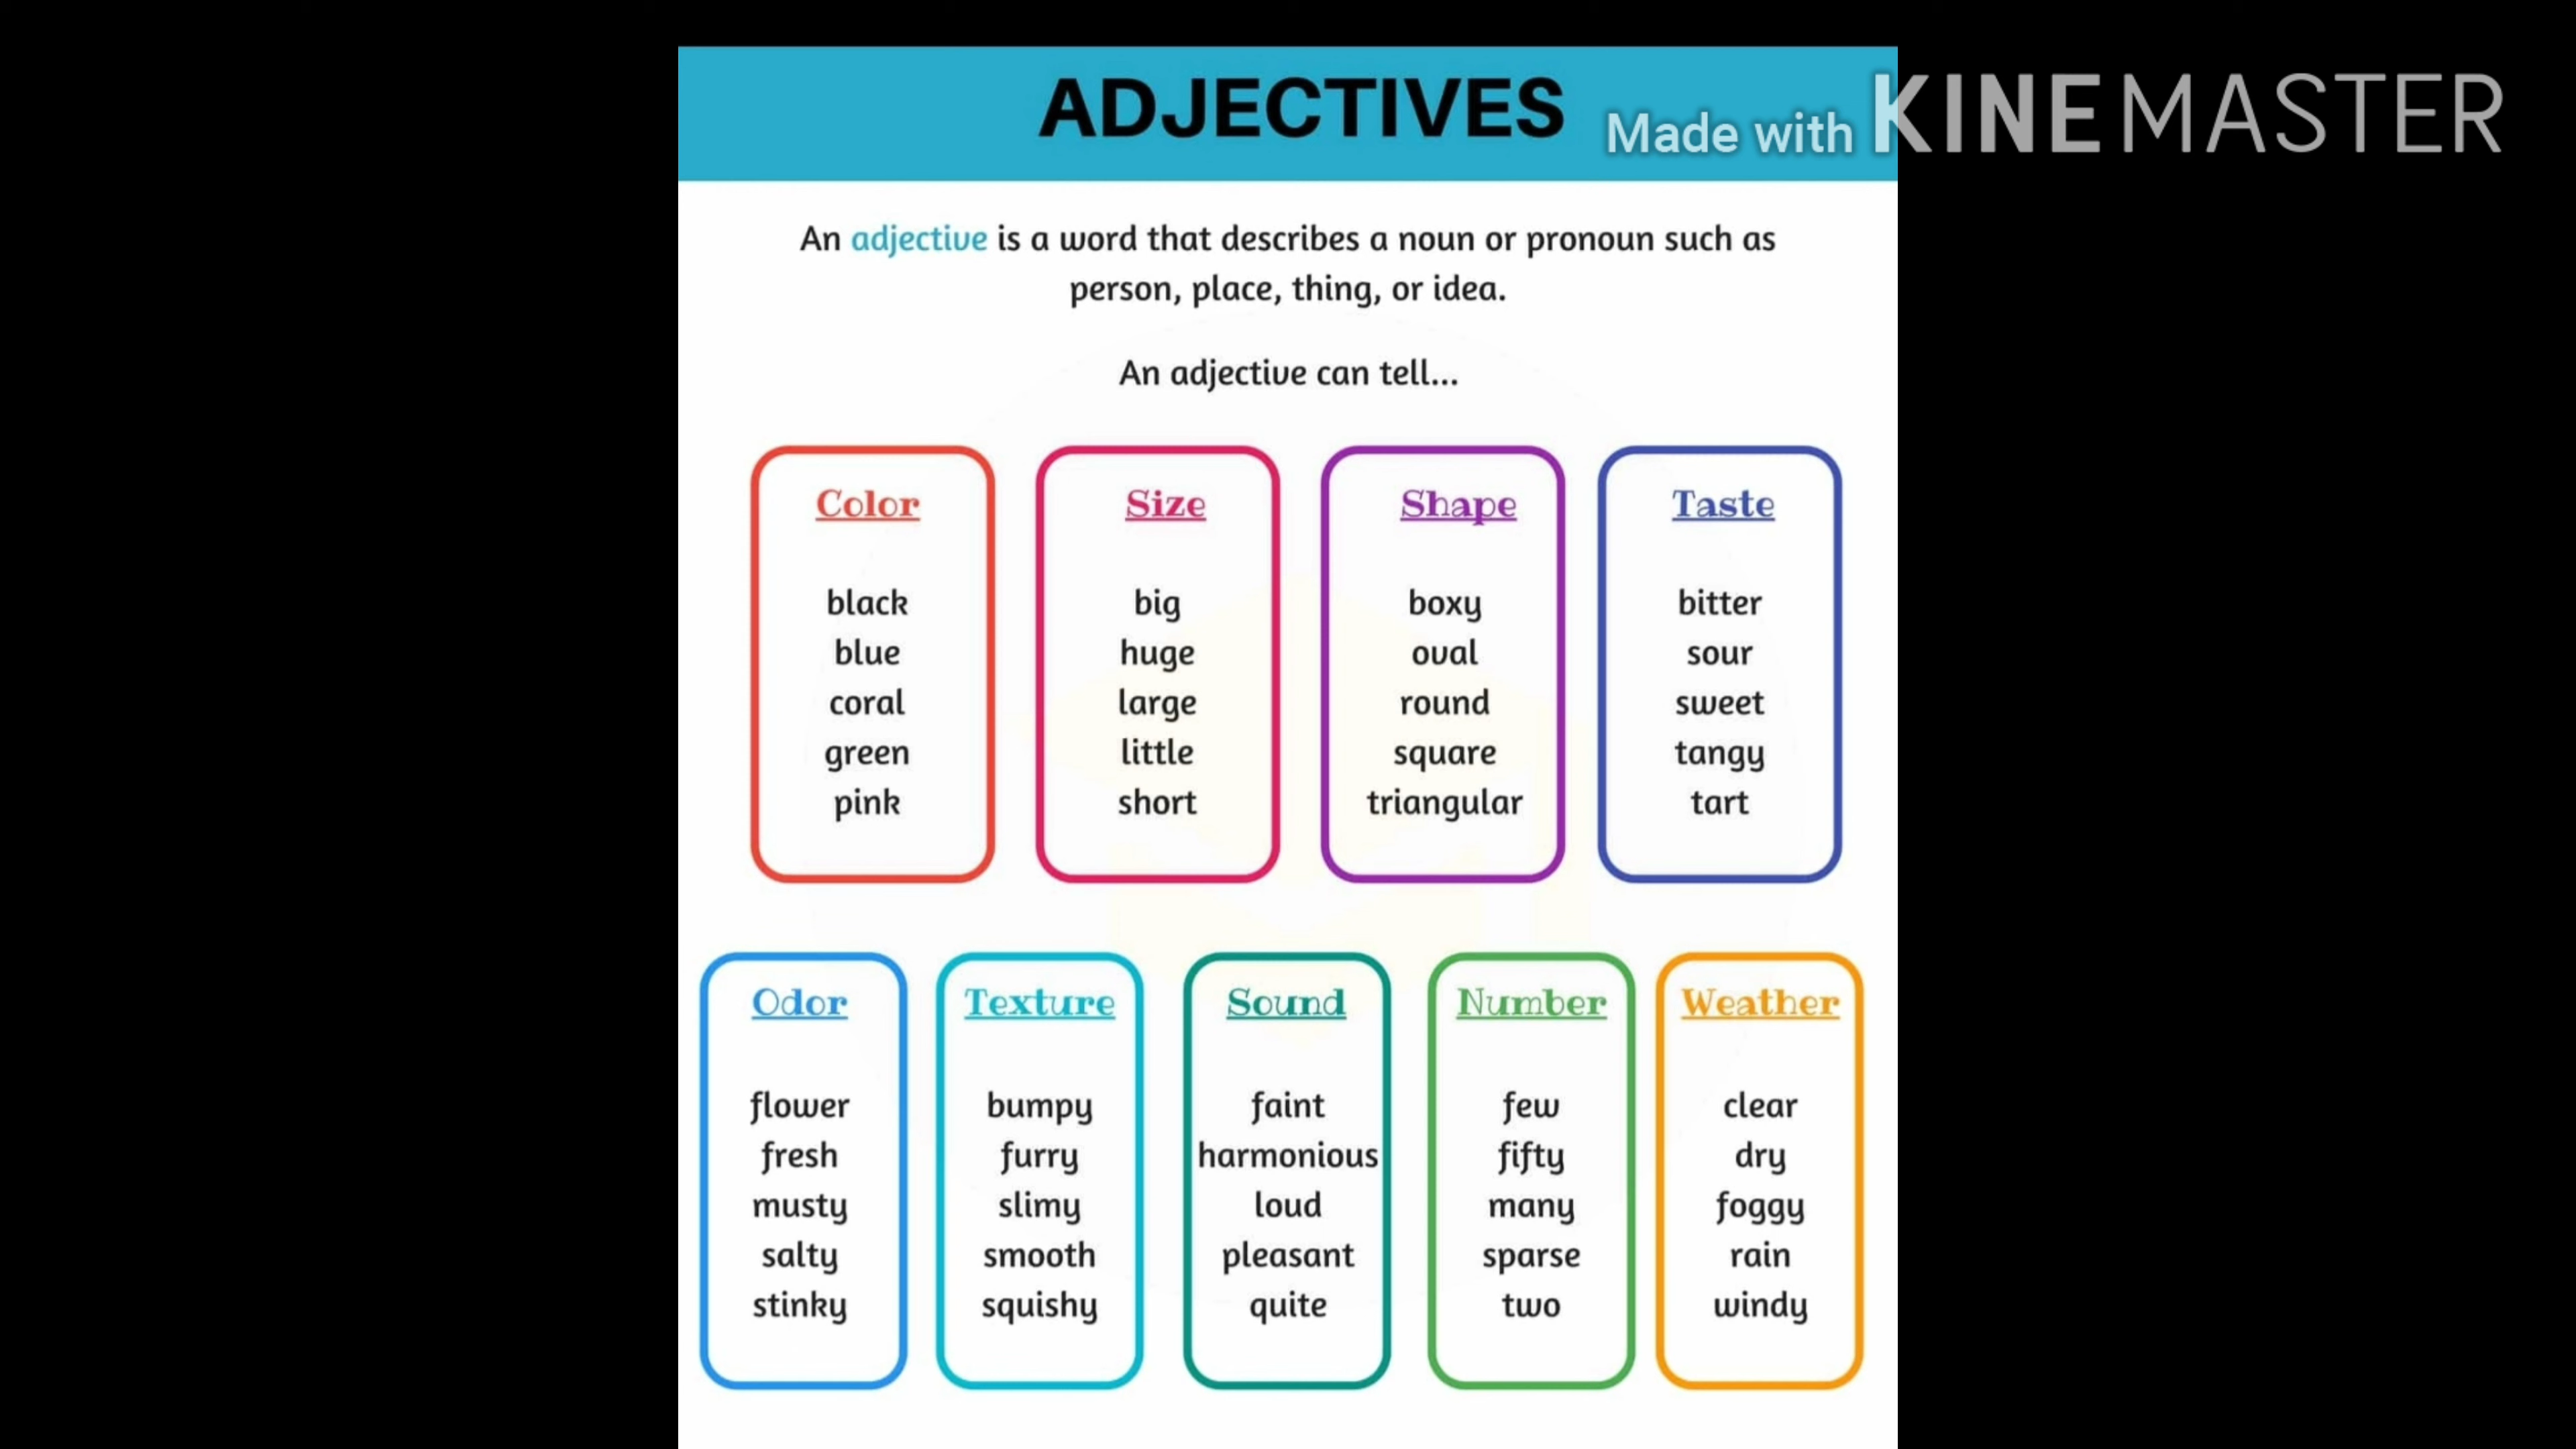 ADJECTIVES
Made with KINEMASTER
An adjective is a word that describes a noun or pronoun such as
person, place, thing, or idea.
An adjective can tell...
Color
black
blue
coral
green
pink
Size
big
huge
large
little
short
Shape
boxy
oval
round
square
triangular
Taste
bitter
sour
sweet
tangy
tart
Odor
flower
fresh
musty
salty
stinky
Texture
bumpy
furry
slimy
smooth
squishy
Sound
faint
harmonious
loud
pleasant
quite
Number
few
fifty
many
sparse
two
Weather
clear
dry
foggy
rain
windy